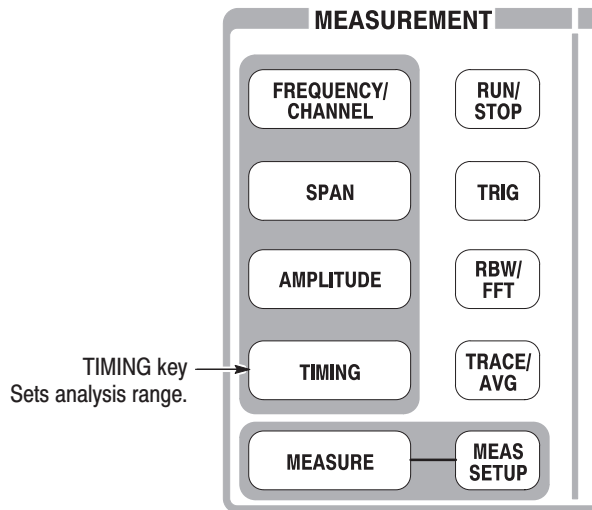 MEASUREMENT
FREQUENCY/
CHANNEL
RUN/
STOP
SPAN
TRIG
AMPLITUDE
RBW/
FFT
TIMING key
Sets analysis range.
TIMING
TRACE/
AVG
MEASURE
MEAS
SETUP